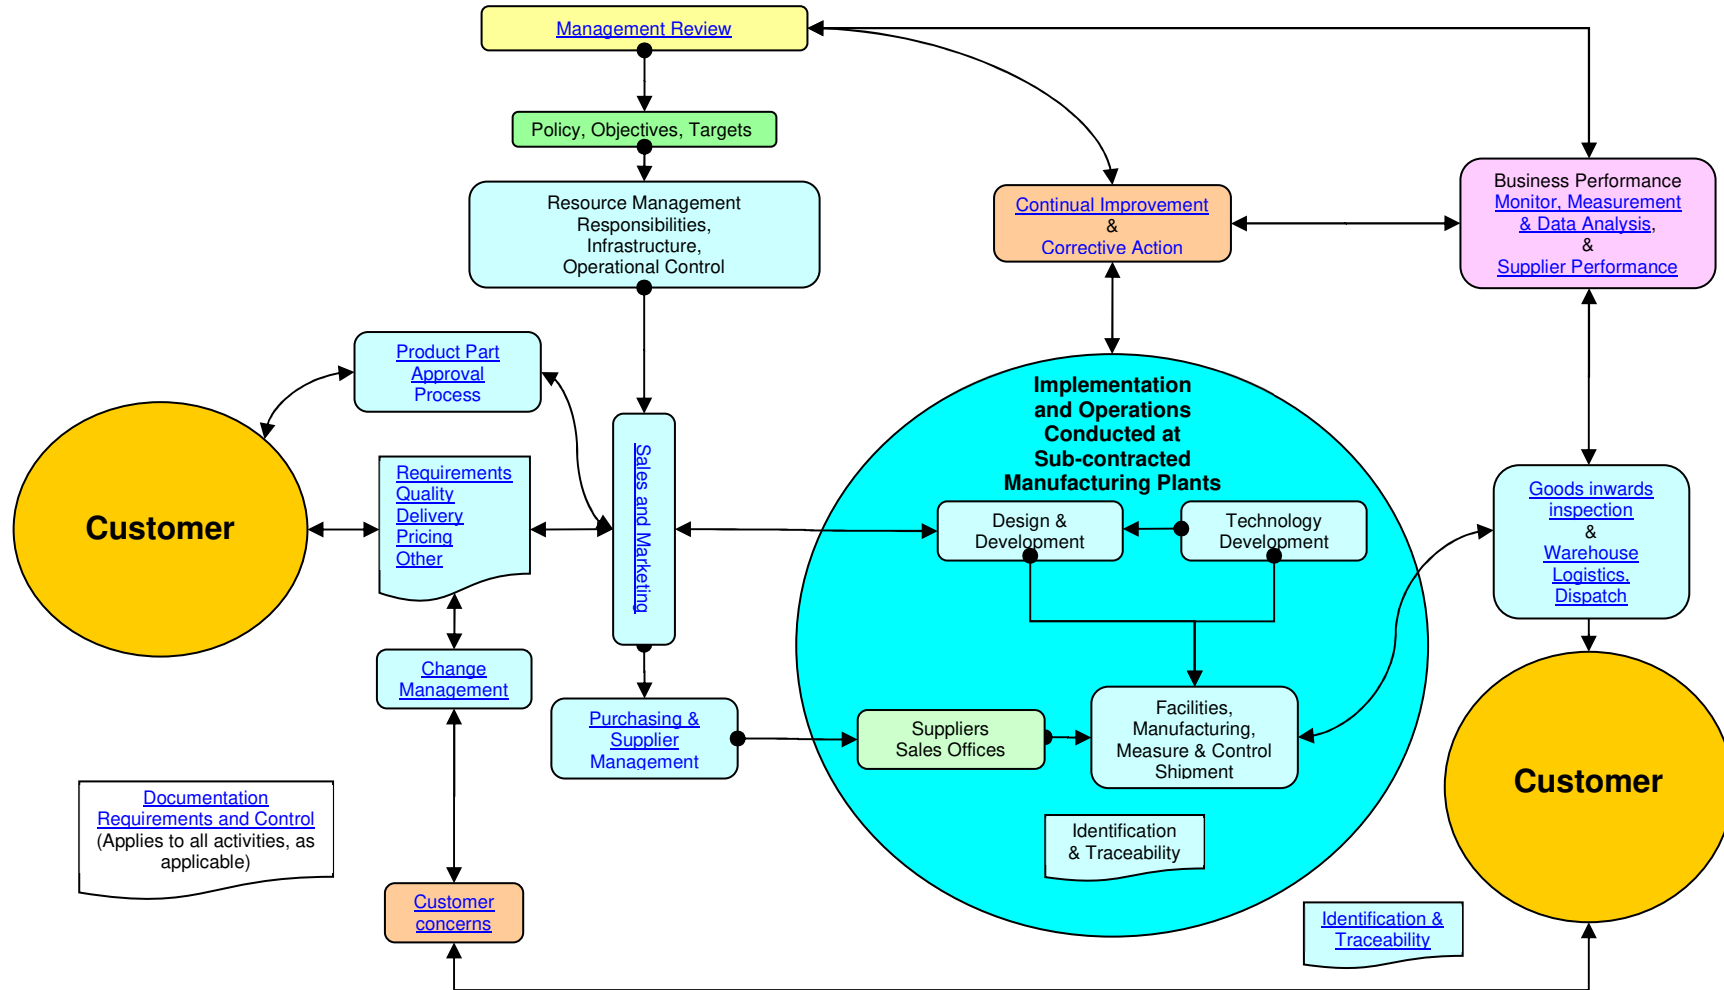 Management Review
Policy, Objectives, Targets
Resource Management
Responsibilities,
Infrastructure,
Operational Control
Continual Improvement
&
Corrective Action
Business Performance
Monitor, Measurement
& Data Analysis,
&
Supplier Performance
Product Part
Approval
Process
Customer
Requirements
Quality
Delivery
Pricing
Other
Sales and Marketing
Implementation
and Operations
Conducted at
Sub-contracted
Manufacturing Plants
Design &
Development
Technology
Development
Goods inwards
inspection
&
Warehouse
Logistics,
Dispatch
Change
Management
Purchasing &
Supplier
Management
Suppliers
Sales Offices
Facilities,
Manufacturing,
Measure & Control
Shipment
Customer
Documentation
Requirements and Control
(Applies to all activities, as
applicable)
Identification
& Traceability
Customer
concerns
Identification &
Traceability